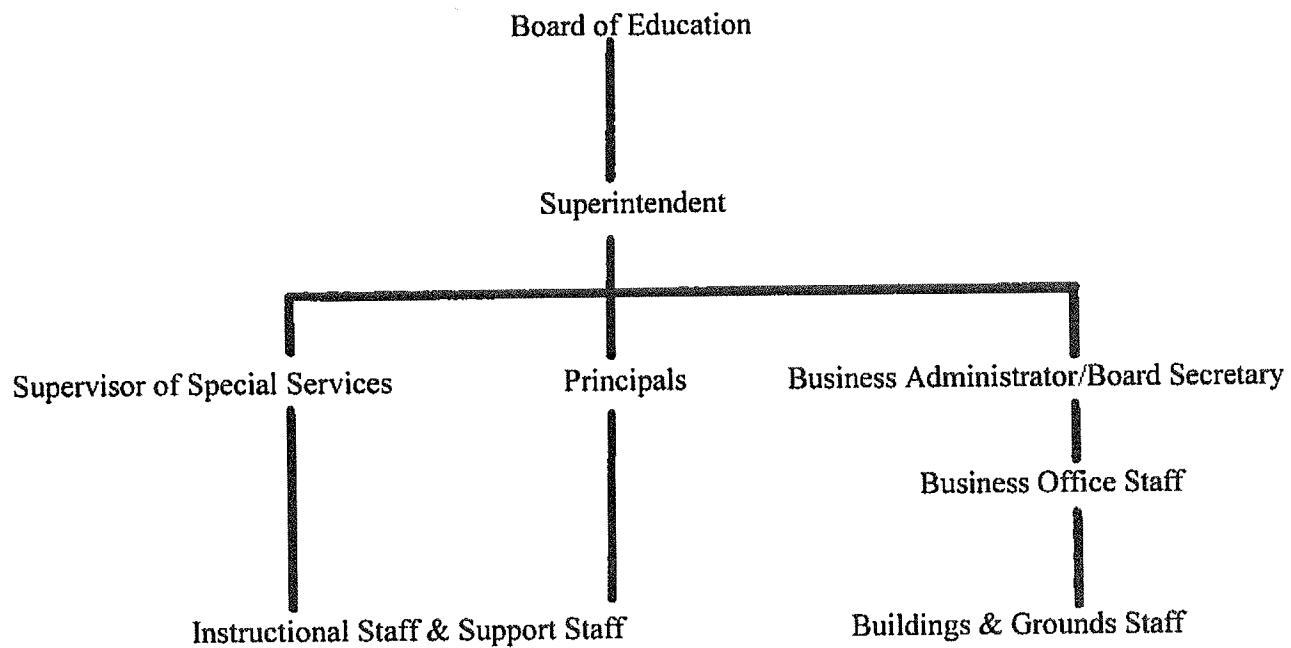 Board of Education
Superintendent
Supervisor of Special Services
Principals
Business Administrator/Board Secretary
Business Office Staff
Instructional Staff & Support Staff
Buildings & Grounds Staff